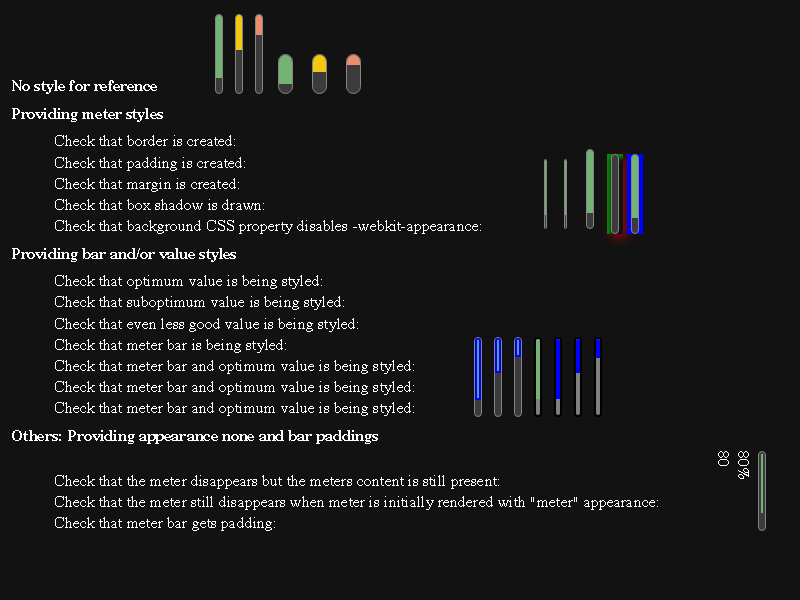 No style for reference
Providing meter styles
Check that border is created:
Check that padding is created:
Check that margin is created:
Check that box shadow is drawn:
Check that background CSS property disables -webkit-appearance:
Providing bar and/or value styles
Check that optimum value is being styled:
Check that suboptimum value is being styled:
Check that even less good value is being styled:
Check that meter bar is being styled:
Check that meter bar and optimum value is being styled:
Check that meter bar and optimum value is being styled:
Check that meter bar and optimum value is being styled:
Others: Providing appearance none and bar paddings
80
80%
Check that the meter disappears but the meters content is still present:
Check that the meter still disappears when meter is initially rendered with "meter" appearance:
Check that meter bar gets padding: